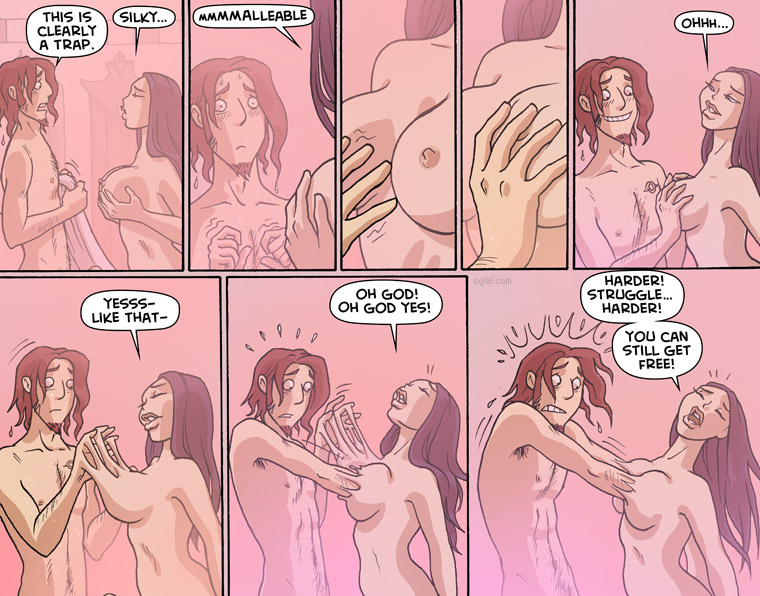 THIS IS
CLEARLY
A TRAP.
SILKY...
MMMMALLEABLE
OHHH...
YESSS-
LIKE THAT-
OH GOD!
OH GOD YES!
oglaf.com
HARDER!
STRUGGLE...
HARDER!
YOU CAN
STILL GET
FREE!